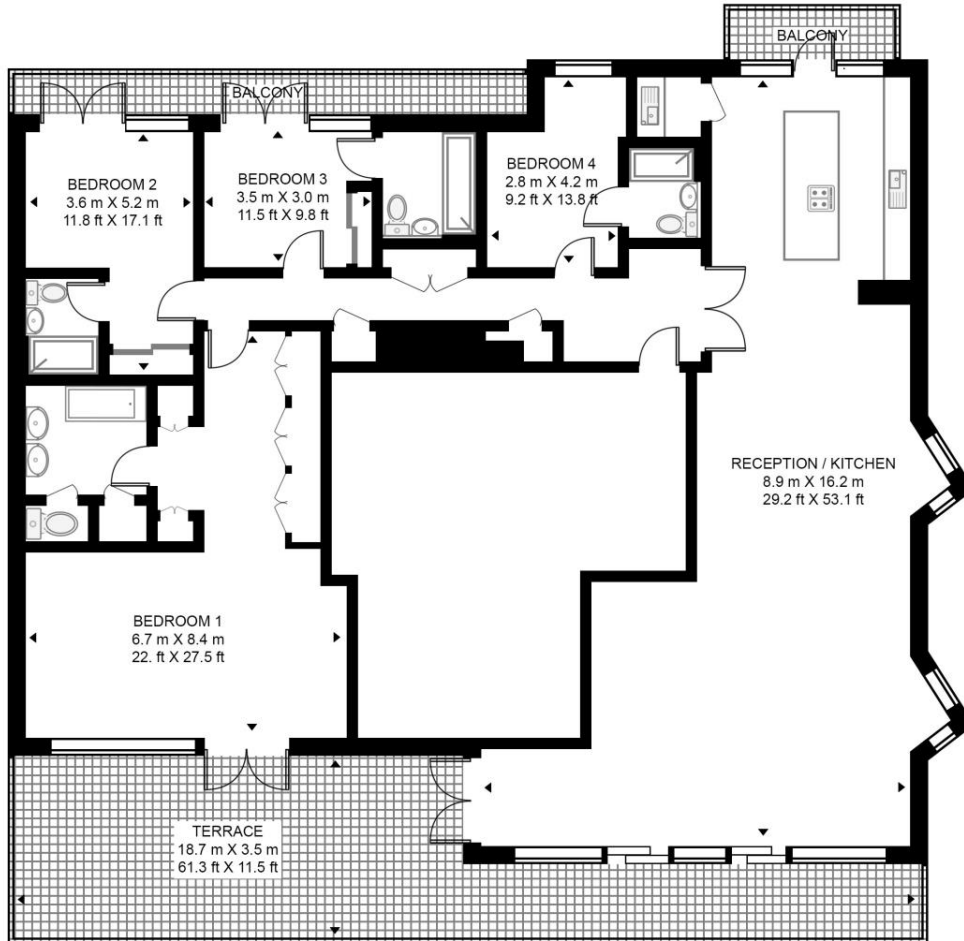 BALCONY
BALCONY
BEDROOM 2
3.6 m X 5.2 m
11.8 ft X 17.1 ft
BEDROOM 3
3.5 m X 3.0 m
11.5 ft X 9.8 ft
BEDROOM 4
2.8 m X 4.2 m
9.2 ft X 13.8 ft
RECEPTION / KITCHEN
8.9 m X 16.2 m
29.2 ft X 53.1 ft
BEDROOM 1
6.7 m X 8.4 m
22. ft X 27.5 ft
TERRACE
18.7 m X 3.5 m
61.3 ft X 11.5 ft